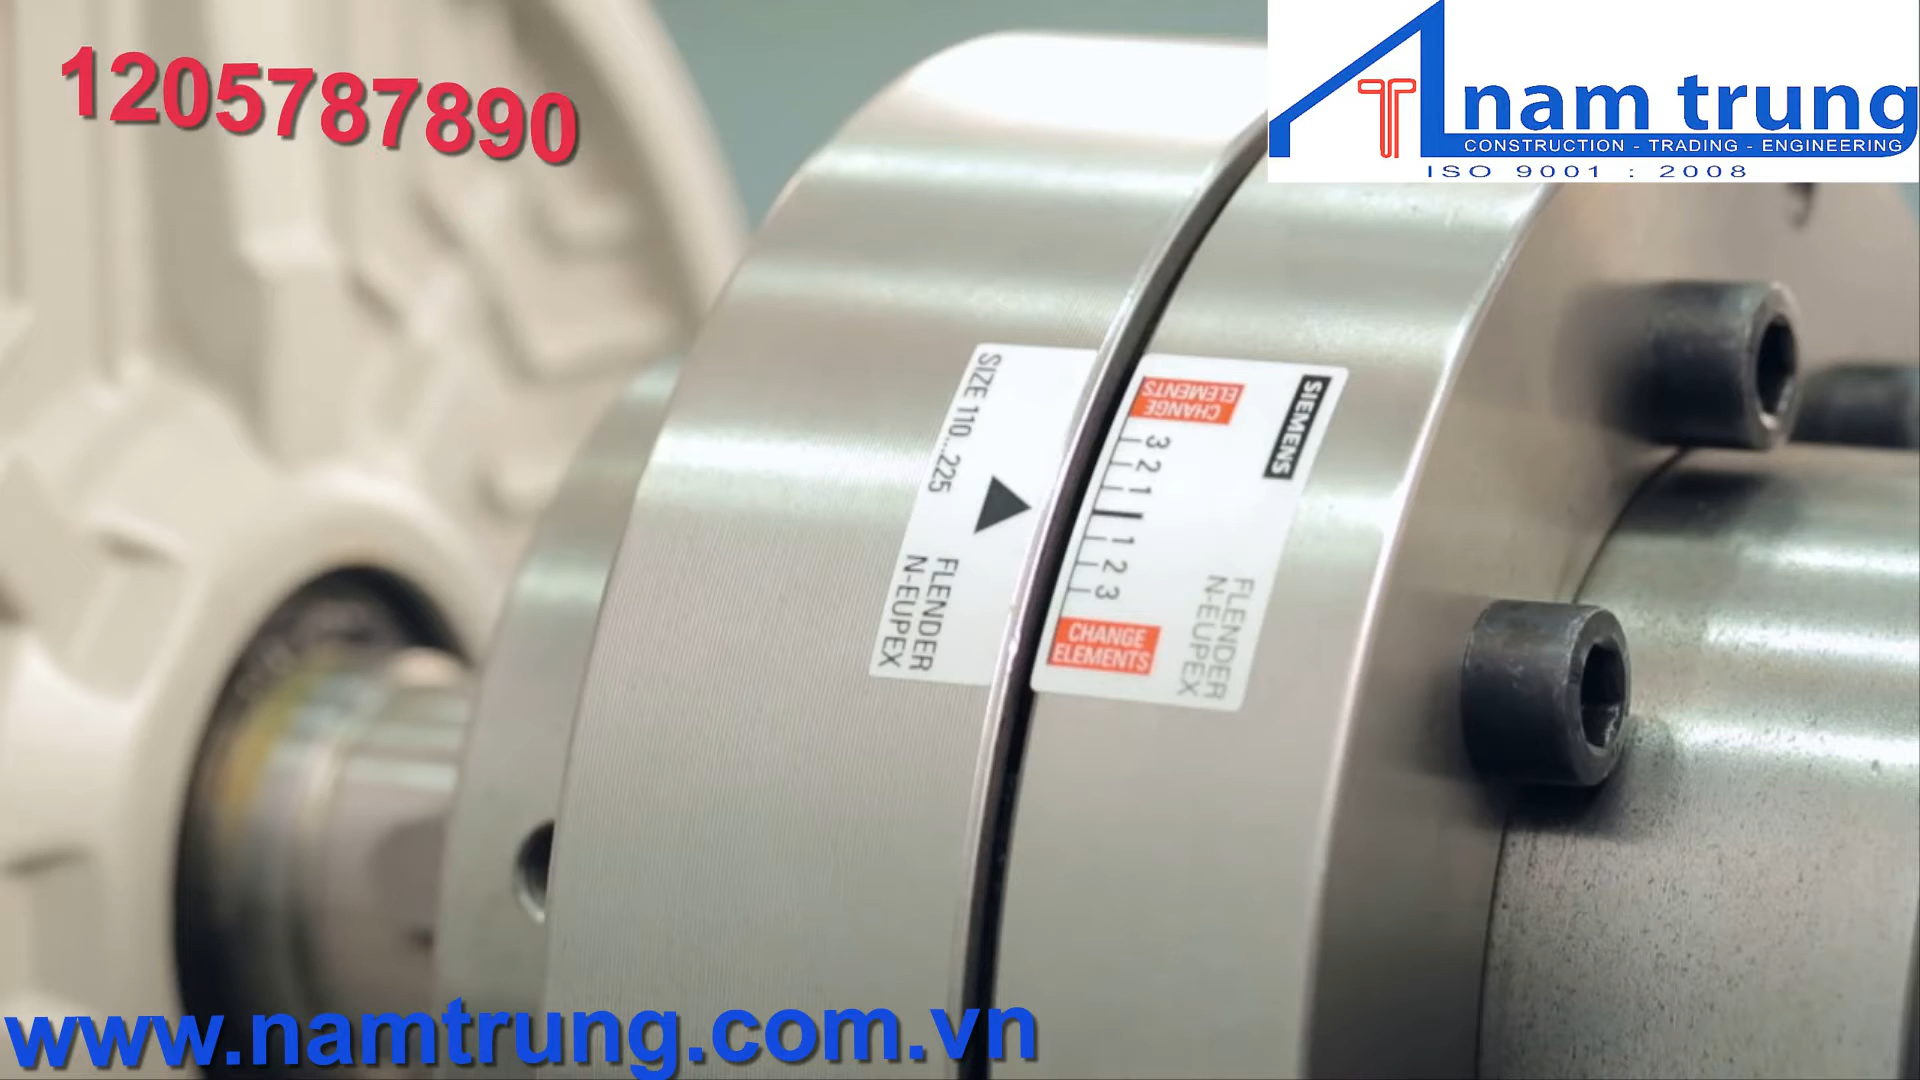 1205787890
nam trung
CONSTRUCTION - TRADING - ENGINEERING
ISO 9001 : 2008
SIZE 110...225
FLENDER
N-EUPEX
SIEMENS
CHANGE
ELEMENTS
3 2 1 1 2 3
CHANGE
ELEMENTS
FLENDER
N-EUPEX
www.namtrung.com.vn